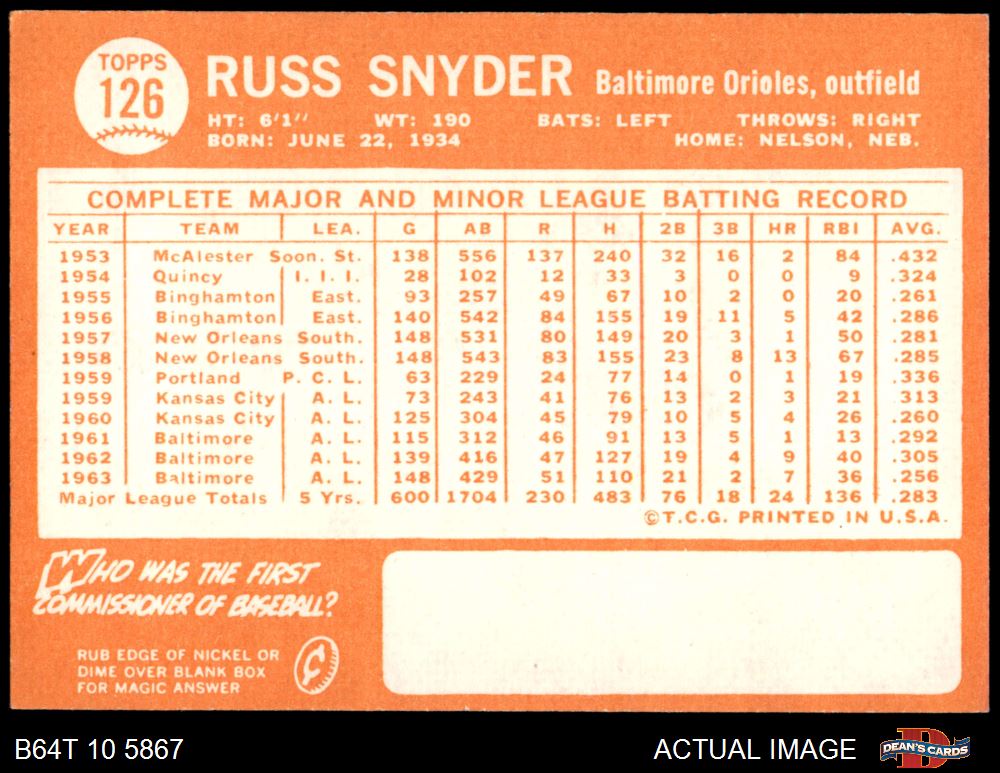 TOPPS
126
RUSS SNYDER Baltimore Orioles, outfield
HT: 6'1" WT: 190 BATS: LEFT THROWS: RIGHT
BORN: JUNE 22, 1934 HOME: NELSON, NEB.
COMPLETE MAJOR AND MINOR LEAGUE BATTING RECORD
YEAR TEAM LEA. G AB R H 2B 3B HR RBI AVG.
1953 McAlester Soon. St. 138 556 137 240 32 16 2 84 .432
1954 Quincy I. I. I. 28 102 12 33 3 0 0 9 .324
1955 Binghamton East. 93 257 49 67 10 2 0 20 .261
1956 Binghamton East. 140 542 84 155 19 11 5 42 .286
1957 New Orleans South. 148 531 80 149 20 3 1 50 .281
1958 New Orleans South. 148 543 83 155 23 8 13 67 .285
1959 Portland P. C. L. 63 229 24 77 14 0 1 19 .336
1959 Kansas City A. L. 73 243 41 76 13 2 3 21 .313
1960 Kansas City A. L. 125 304 45 79 10 5 4 26 .260
1961 Baltimore A. L. 115 312 46 91 13 5 1 13 .292
1962 Baltimore A. L. 139 416 47 127 19 4 9 40 .305
1963 Baltimore A. L. 148 429 51 110 21 2 7 36 .256
Major League Totals 5 Yrs. 600 1704 230 483 76 18 24 136 .283
©T.C.G. PRINTED IN U.S.A.
WHO WAS THE FIRST
COMMISSIONER OF BASEBALL?
RUB EDGE OF NICKEL OR
DIME OVER BLANK BOX
FOR MAGIC ANSWER
B64T 10 5867 ACTUAL IMAGE DEAN'S CARDS